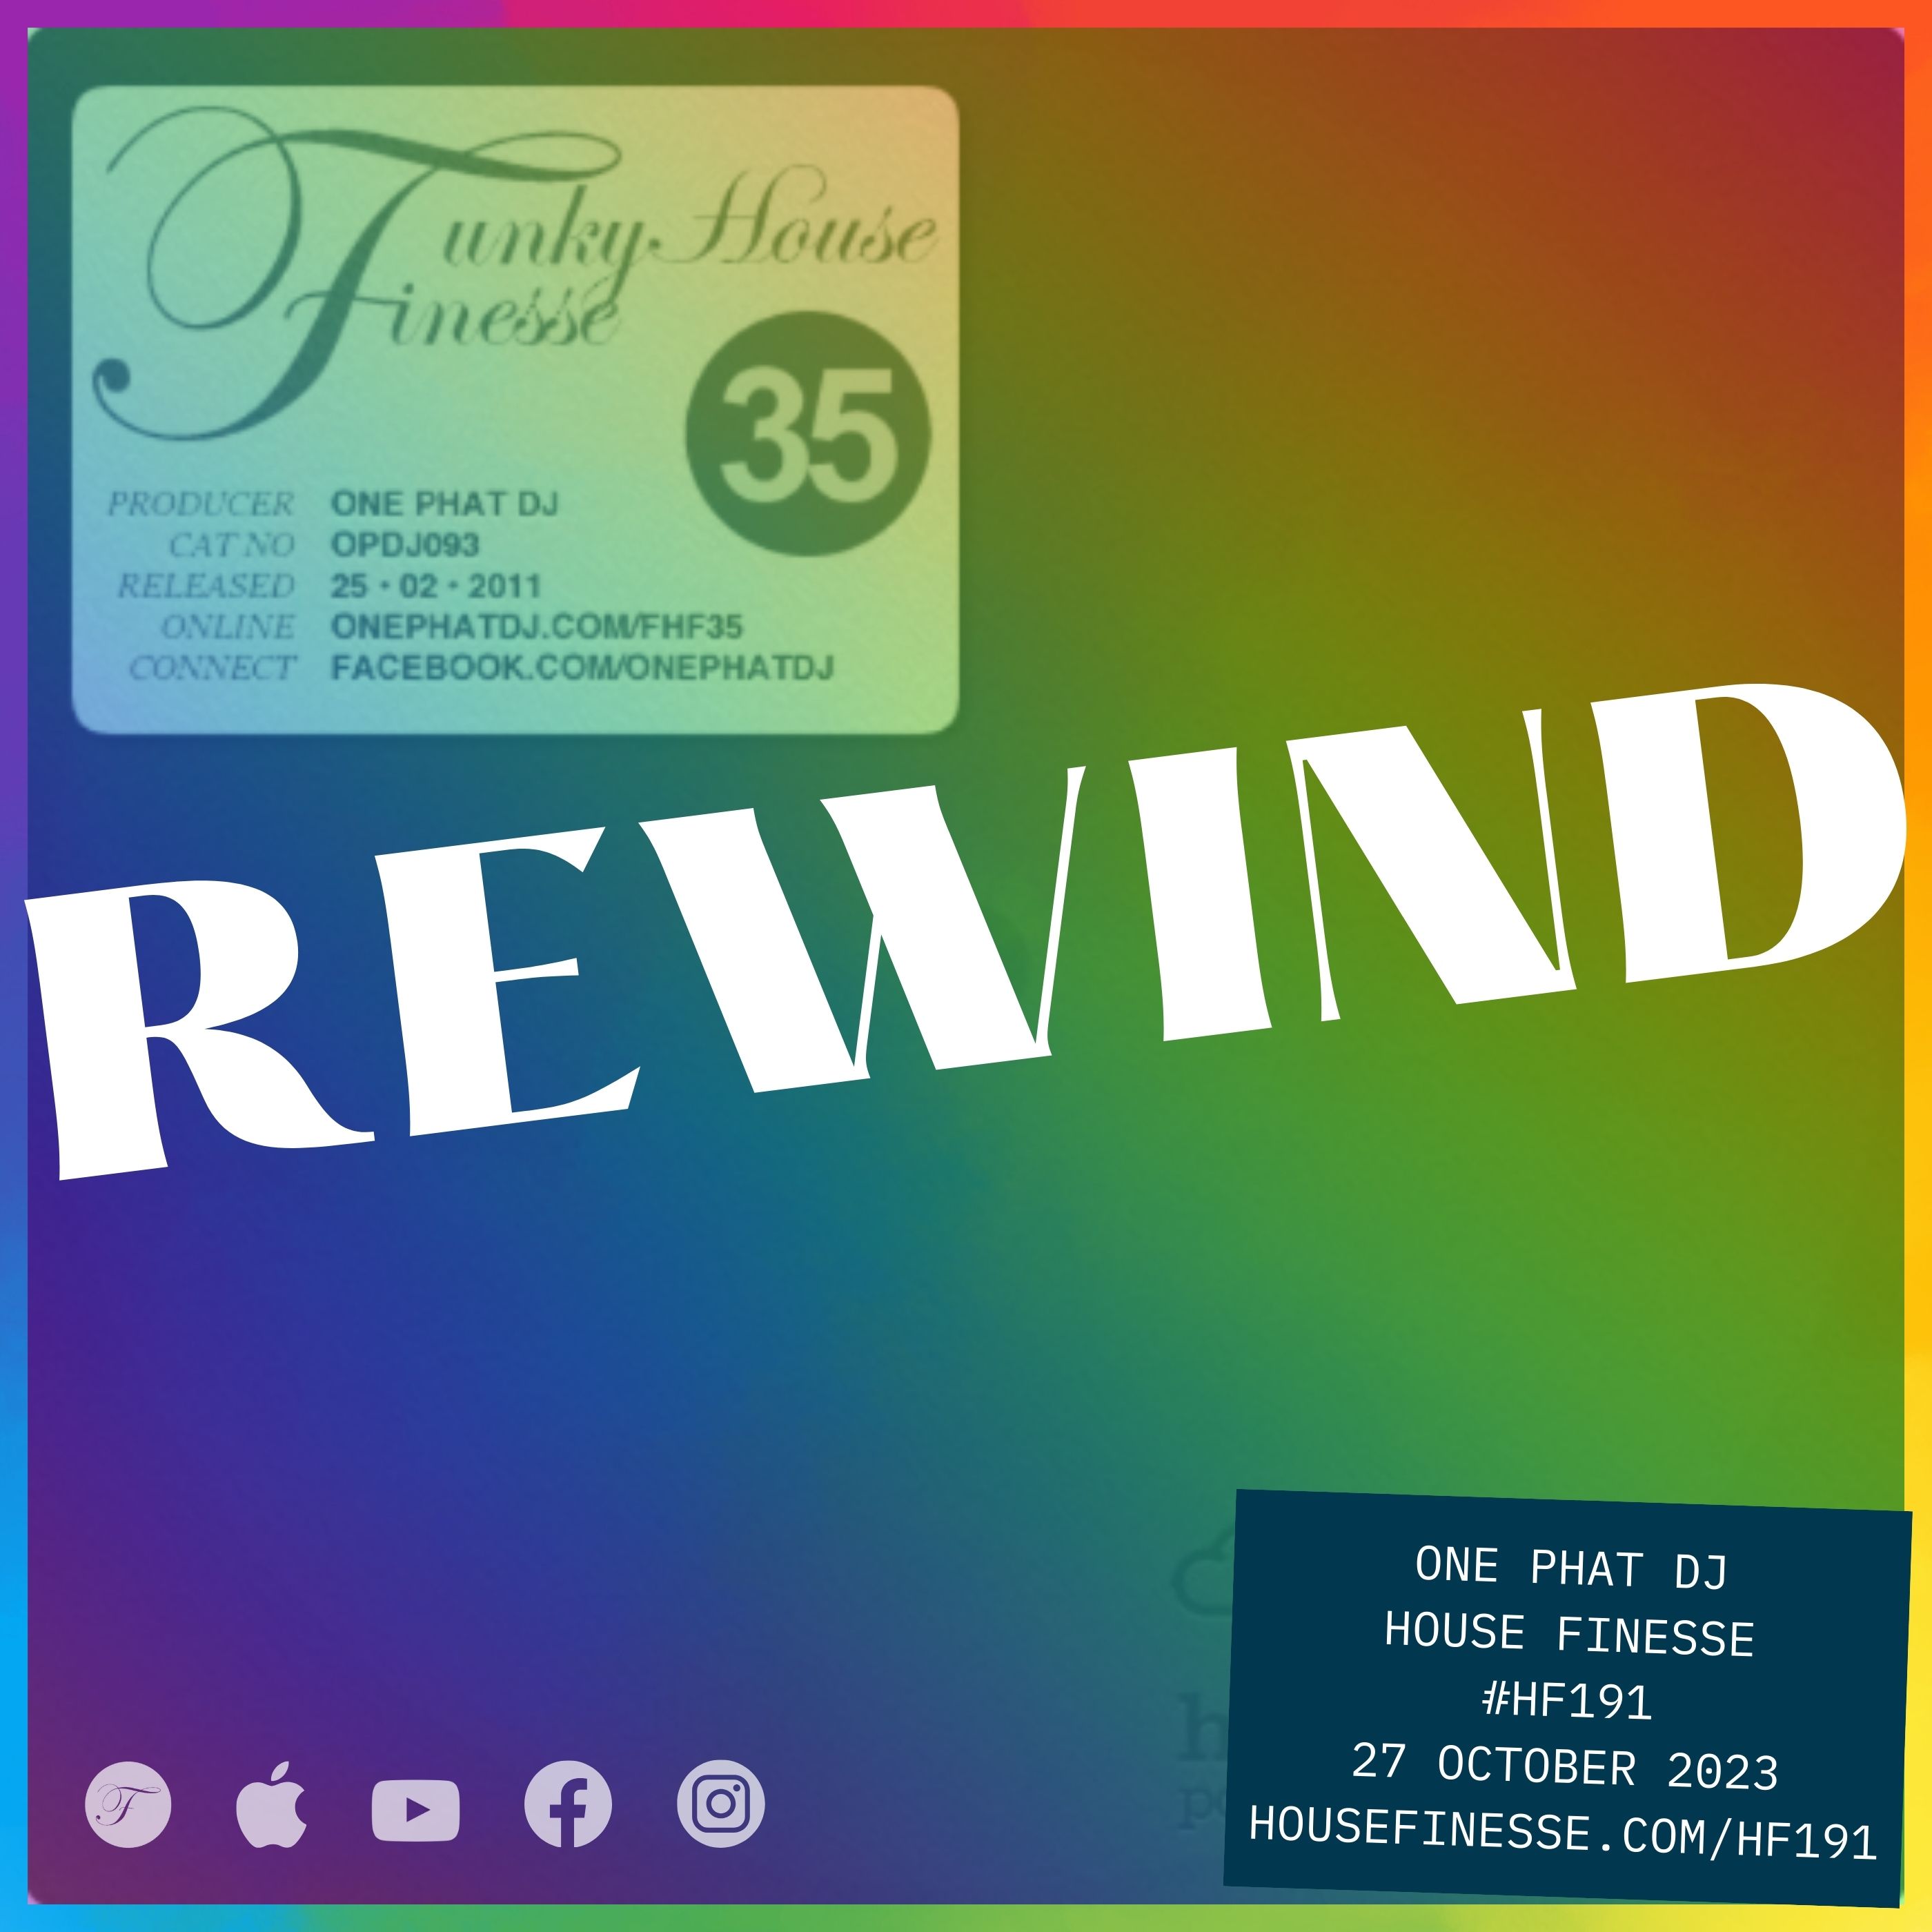 Funky House
Finesse
35
PRODUCER ONE PHAT DJ
CAT NO OPDJ093
RELEASED 25 • 02 • 2011
ONLINE ONEPHATDJ.COM/FHF35
CONNECT FACEBOOK.COM/ONEPHATDJ
REWIND
ONE PHAT DJ
HOUSE FINESSE
#HF191
27 OCTOBER 2023
HOUSEFINESSE.COM/HF191